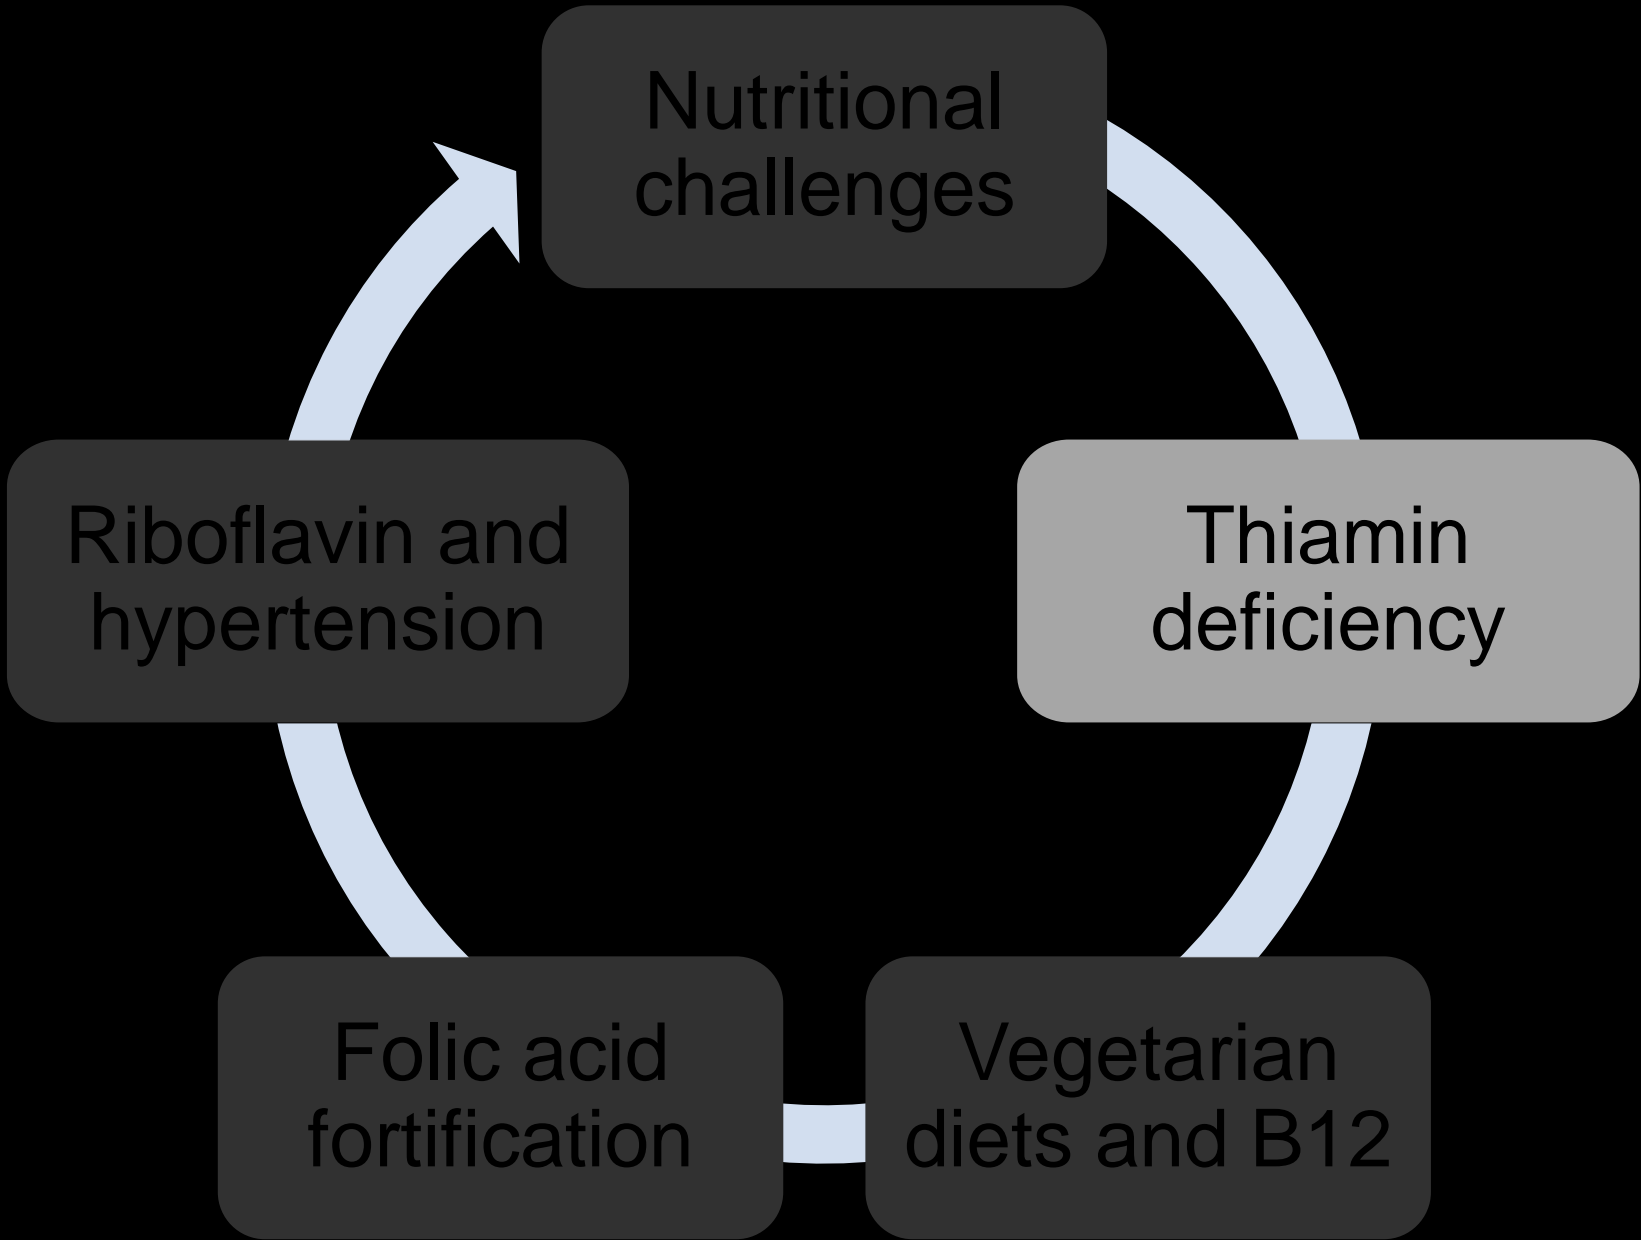 Nutritional
challenges
Thiamin
deficiency
Vegetarian
diets and B12
Folic acid
fortification
Riboflavin and
hypertension